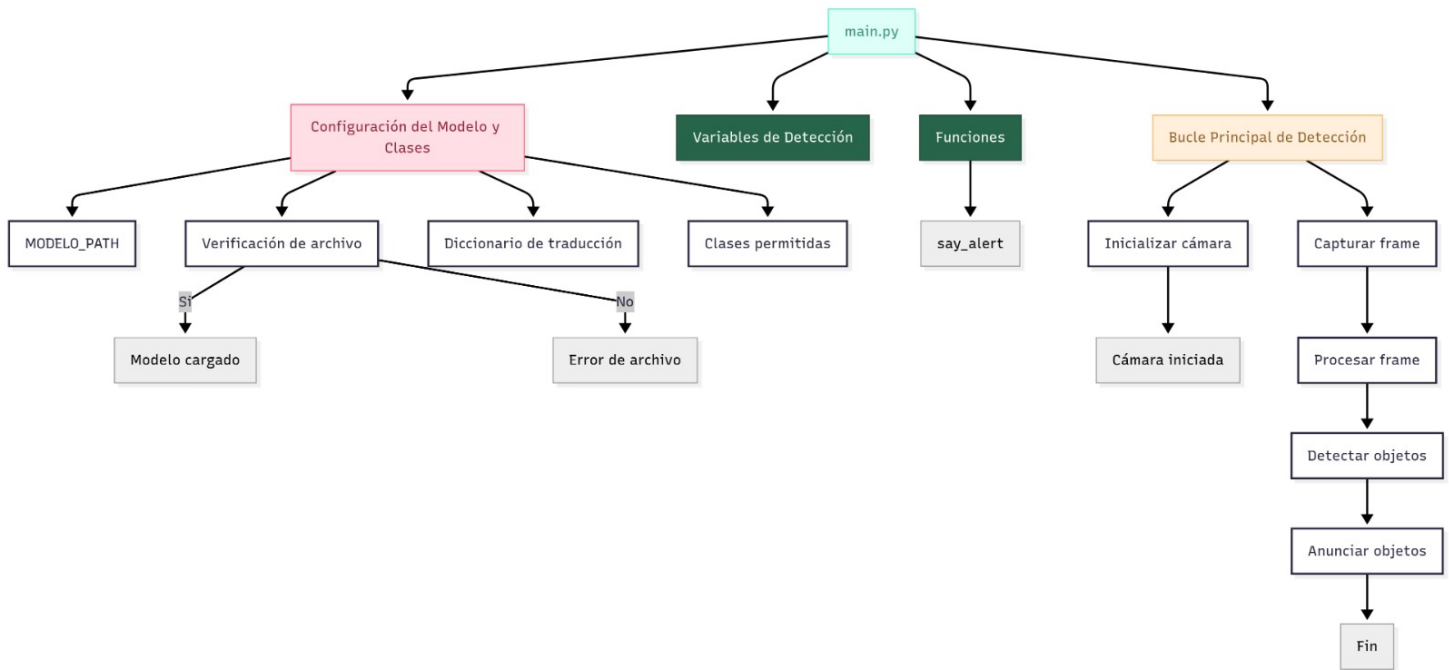 main.py
Configuración del Modelo y
Clases
Variables de Detección
Funciones
Bucle Principal de Detección
MODELO_PATH
Verificación de archivo
Diccionario de traducción
Clases permitidas
say_alert
Inicializar cámara
Capturar frame
Sí
No
Modelo cargado
Error de archivo
Cámara iniciada
Procesar frame
Detectar objetos
Anunciar objetos
Fin